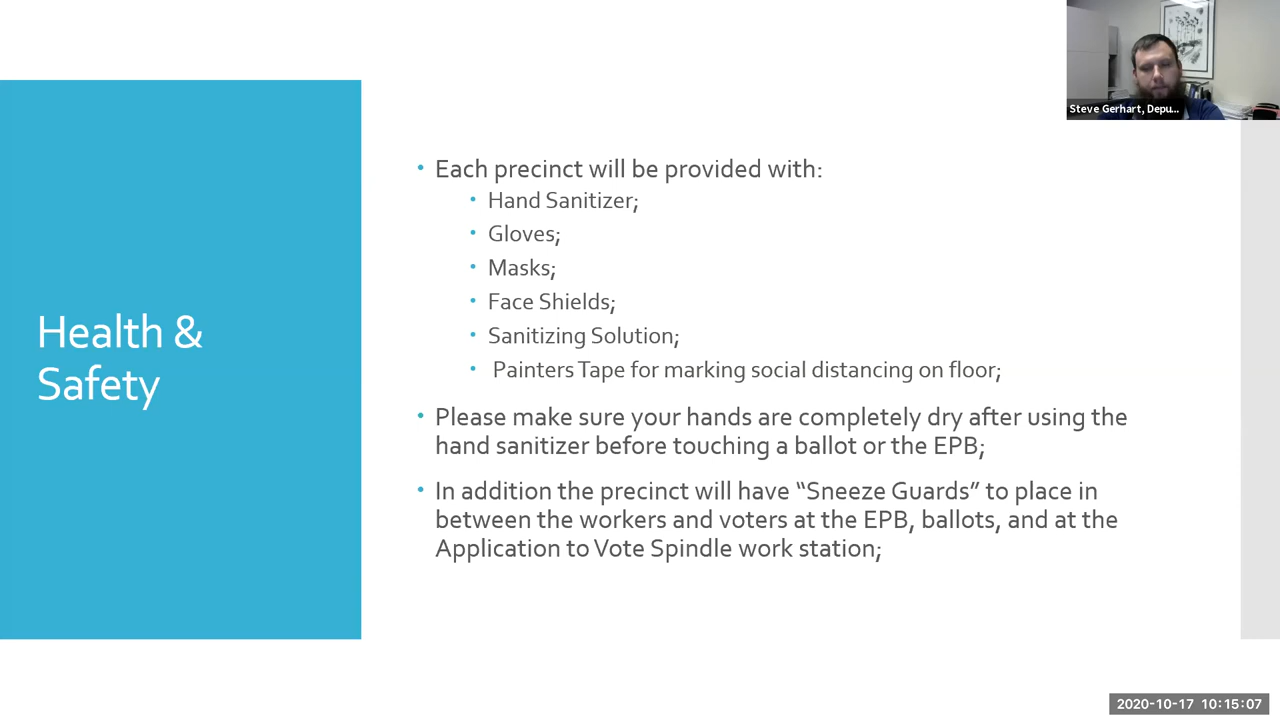 Steve Gerhart, Depu...
Health &
Safety
• Each precinct will be provided with:
• Hand Sanitizer;
• Gloves;
• Masks;
• Face Shields;
• Sanitizing Solution;
• Painters Tape for marking social distancing on floor;
• Please make sure your hands are completely dry after using the
hand sanitizer before touching a ballot or the EPB;
• In addition the precinct will have “Sneeze Guards” to place in
between the workers and voters at the EPB, ballots, and at the
Application to Vote Spindle work station;
2020-10-17 10:15:07